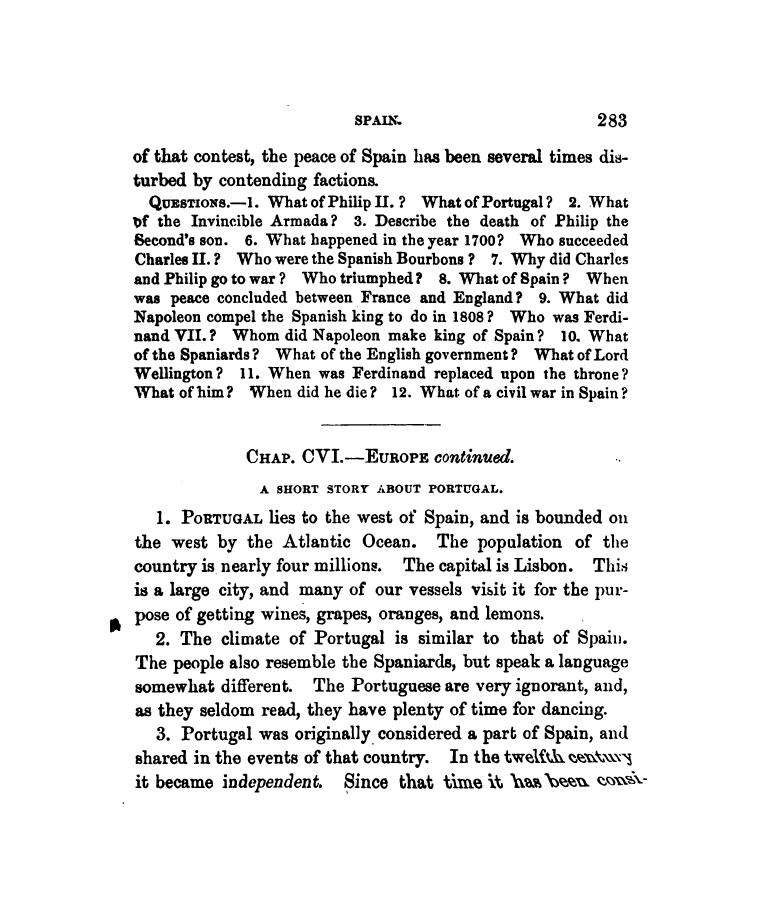 SPAIN. 283
of that contest, the peace of Spain has been several times dis-
turbed by contending factions.
QUESTIONS.—1. What of Philip II. ? What of Portugal ? 2. What
of the Invincible Armada ? 3. Describe the death of Philip the
Second's son. 6. What happened in the year 1700 ? Who succeeded
Charles II. ? Who were the Spanish Bourbons ? 7. Why did Charles
and Philip go to war ? Who triumphed ? 8. What of Spain ? When
was peace concluded between France and England ? 9. What did
Napoleon compel the Spanish king to do in 1808 ? Who was Ferdi-
nand VII. ? Whom did Napoleon make king of Spain ? 10. What
of the Spaniards ? What of the English government ? What of Lord
Wellington ? 11. When was Ferdinand replaced upon the throne ?
What of him ? When did he die ? 12. What of a civil war in Spain ?
CHAP. CVI.—EUROPE continued.
A SHORT STORY ABOUT PORTUGAL.
1. PORTUGAL lies to the west of Spain, and is bounded on
the west by the Atlantic Ocean. The population of the
country is nearly four millions. The capital is Lisbon. This
is a large city, and many of our vessels visit it for the pur-
pose of getting wines, grapes, oranges, and lemons.
2. The climate of Portugal is similar to that of Spain.
The people also resemble the Spaniards, but speak a language
somewhat different. The Portuguese are very ignorant, and,
as they seldom read, they have plenty of time for dancing.
3. Portugal was originally considered a part of Spain, and
shared in the events of that country. In the twelfth century
it became independent. Since that time it has been consi-